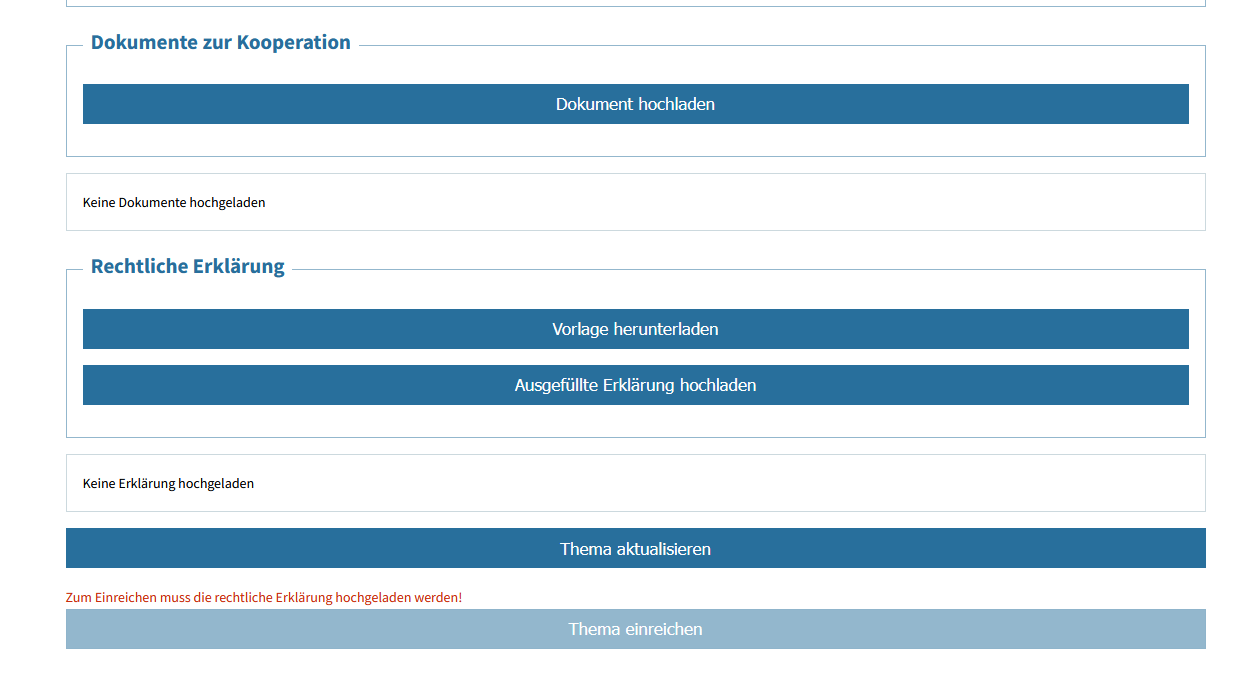 Dokumente zur Kooperation
Dokument hochladen
Keine Dokumente hochgeladen
Rechtliche Erklärung
Vorlage herunterladen
Ausgefüllte Erklärung hochladen
Keine Erklärung hochgeladen
Thema aktualisieren
Zum Einreichen muss die rechtliche Erklärung hochgeladen werden!
Thema einreichen